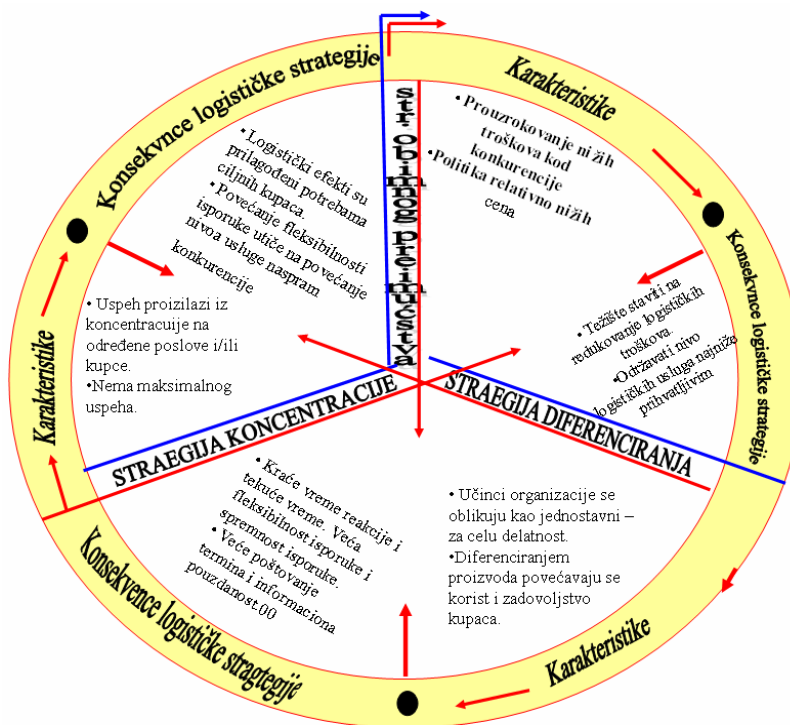 Karakteristike
• Prouzrokovanje nižih
troškova kod
konkurencije
•Politika relativno nižih
cena
Konsekvnce logističke strategije
• Težište staviti na
redukovanje logističkih
troškova.
•Održavati nivo
logističkih usluga najniže
prihvatljivim
STRAEGIJA DIFERENCIRANJA
• Učinci organizacije se
oblikuju kao jednostavni –
za celu delatnost.
•Diferenciranjem
proizvoda povećavaju se
korist i zadovoljstvo
kupaca.
Karakteristike
Konsekvence logističke stragtegije
• Kraće vreme reakcije i
tekuće vreme. Veća
fleksibilnost isporuke i
spremnost isporuke.
• Veće poštovanje
termina i informaciona
pouzdanost.00
STRAEGIJA KONCENTRACIJE
Karakteristike
• Uspeh proizilazi iz
koncentracuije na
određene poslove i/ili
kupce.
•Nema maksimalnog
uspeha.
Konsekvnce logističke strategije
• Logistički efekti su
prilagođeni potrebama
ciljnih kupaca.
• Povećanje fleksibilnosti
isporuke utiče na povećanje
nivoa usluge naspram
konkurencije